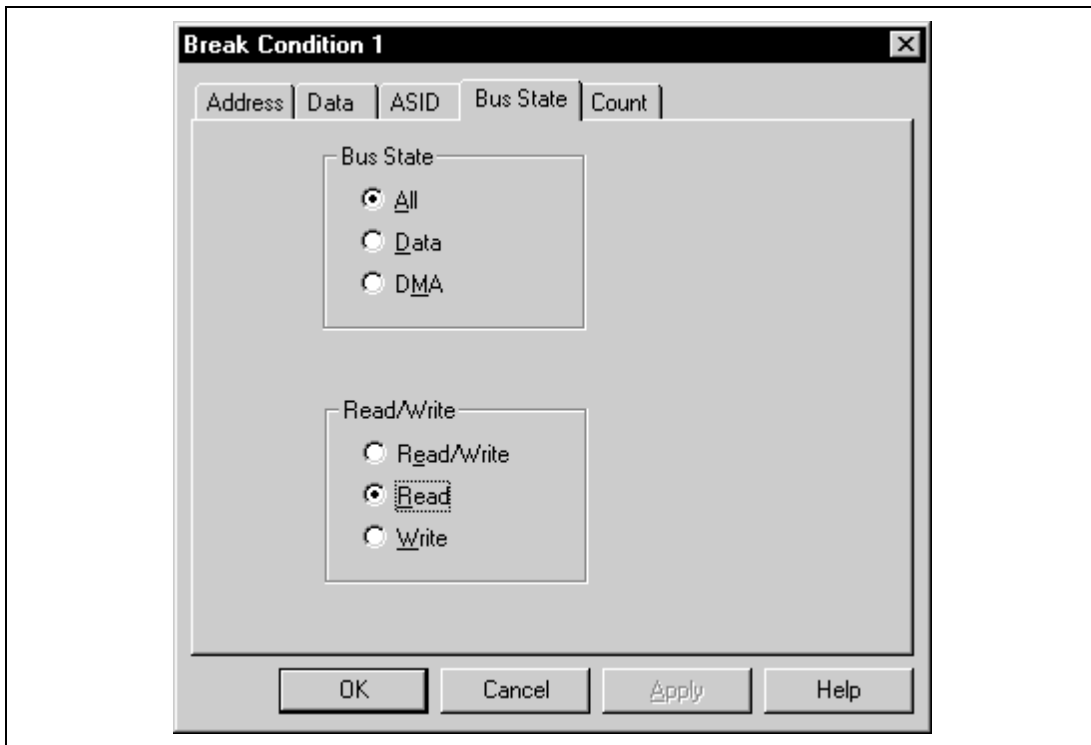 Break Condition 1
Address Data ASID Bus State Count
Bus State
All
Data
DMA
Read/Write
Read/Write
Read
Write
OK Cancel Apply Help